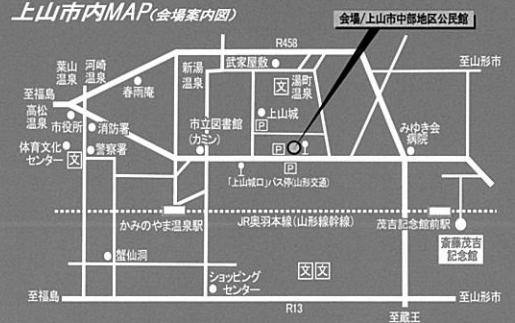 上山市内MAP(会場案内図)
会場/上山市中部地区公民館
R458
葉山
温泉
河崎
温泉
新湯
温泉
武家屋敷
湯町
温泉
至山形市
至福島
春雨庵
文
高松
温泉
市役所
消防署
市立図書館
(カミン)
上山城
P
みゆき会
病院
体育文化
センター
文
警察署
P
P
「上山城口」バス停(山形交通)
かみのやま温泉駅
JR奥羽本線(山形線幹線)
茂吉記念館前駅
斎藤茂吉
記念館
蟹仙洞
ショッピング
センター
文文
至福島
R13
至山形市
至蔵王